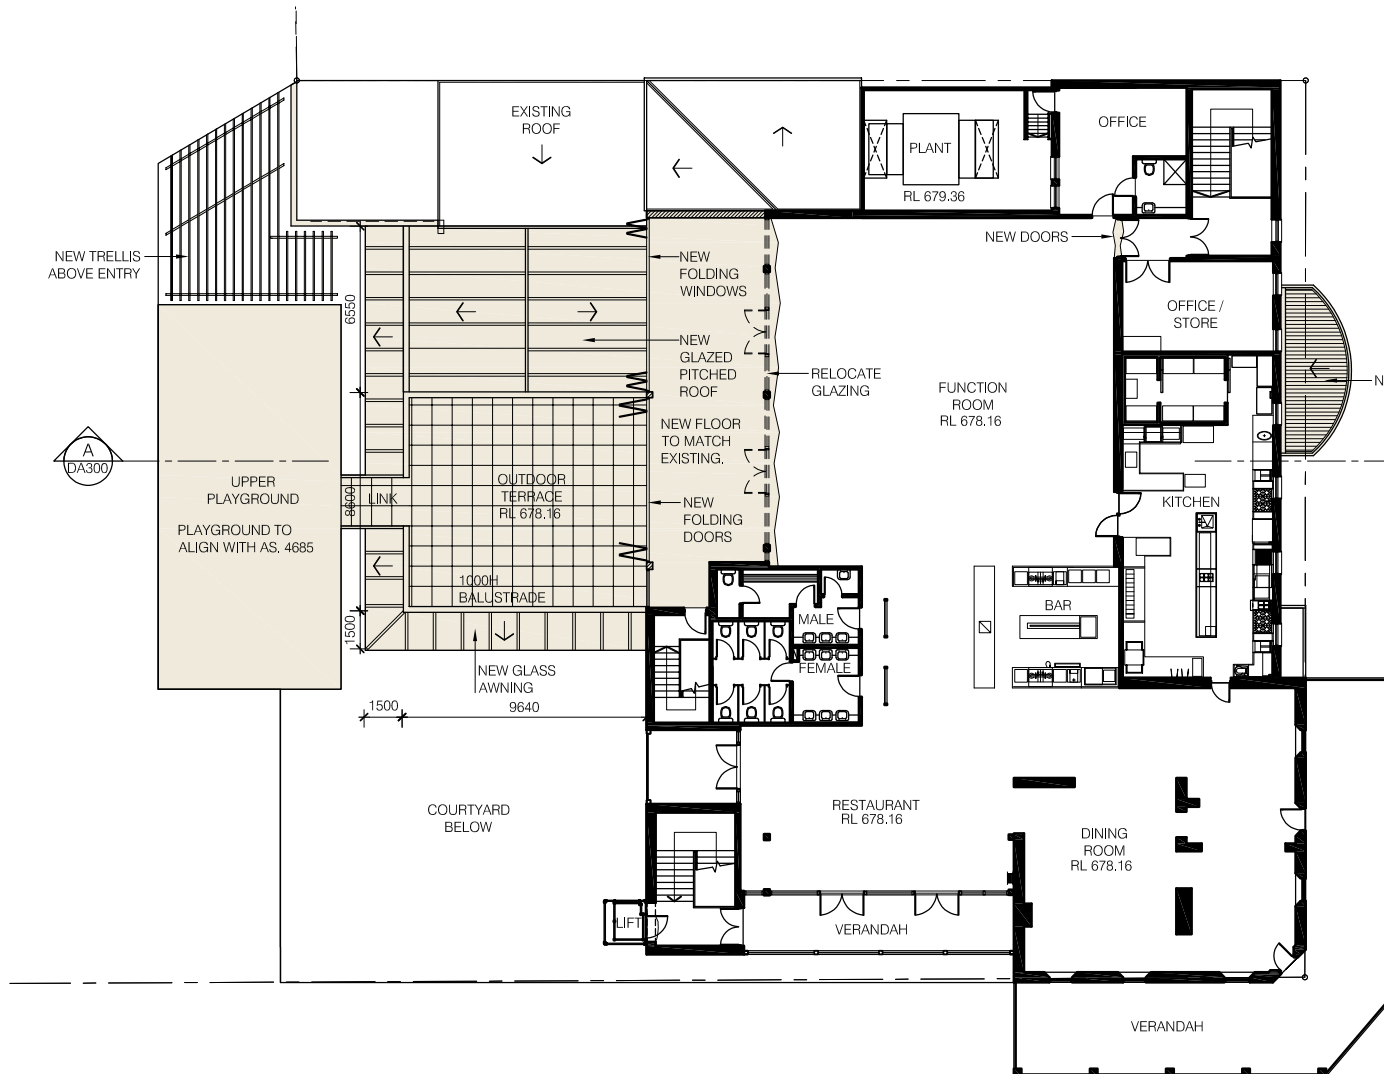 EXISTING
ROOF
PLANT
RL 679.36
OFFICE
NEW DOORS
NEW TRELLIS
ABOVE ENTRY
NEW
FOLDING
WINDOWS
OFFICE /
STORE
6550
NEW
GLAZED
PITCHED
ROOF
RELOCATE
GLAZING
FUNCTION
ROOM
RL 678.16
N
NEW FLOOR
TO MATCH
EXISTING.
A
DA300
UPPER
PLAYGROUND
PLAYGROUND TO
ALIGN WITH AS. 4685
8600
LINK
OUTDOOR
TERRACE
RL 678.16
NEW
FOLDING
DOORS
KITCHEN
1000H
BALUSTRADE
1500
BAR
MALE
FEMALE
NEW GLASS
AWNING
1500
9640
COURTYARD
BELOW
RESTAURANT
RL 678.16
DINING
ROOM
RL 678.16
LIFT
VERANDAH
VERANDAH